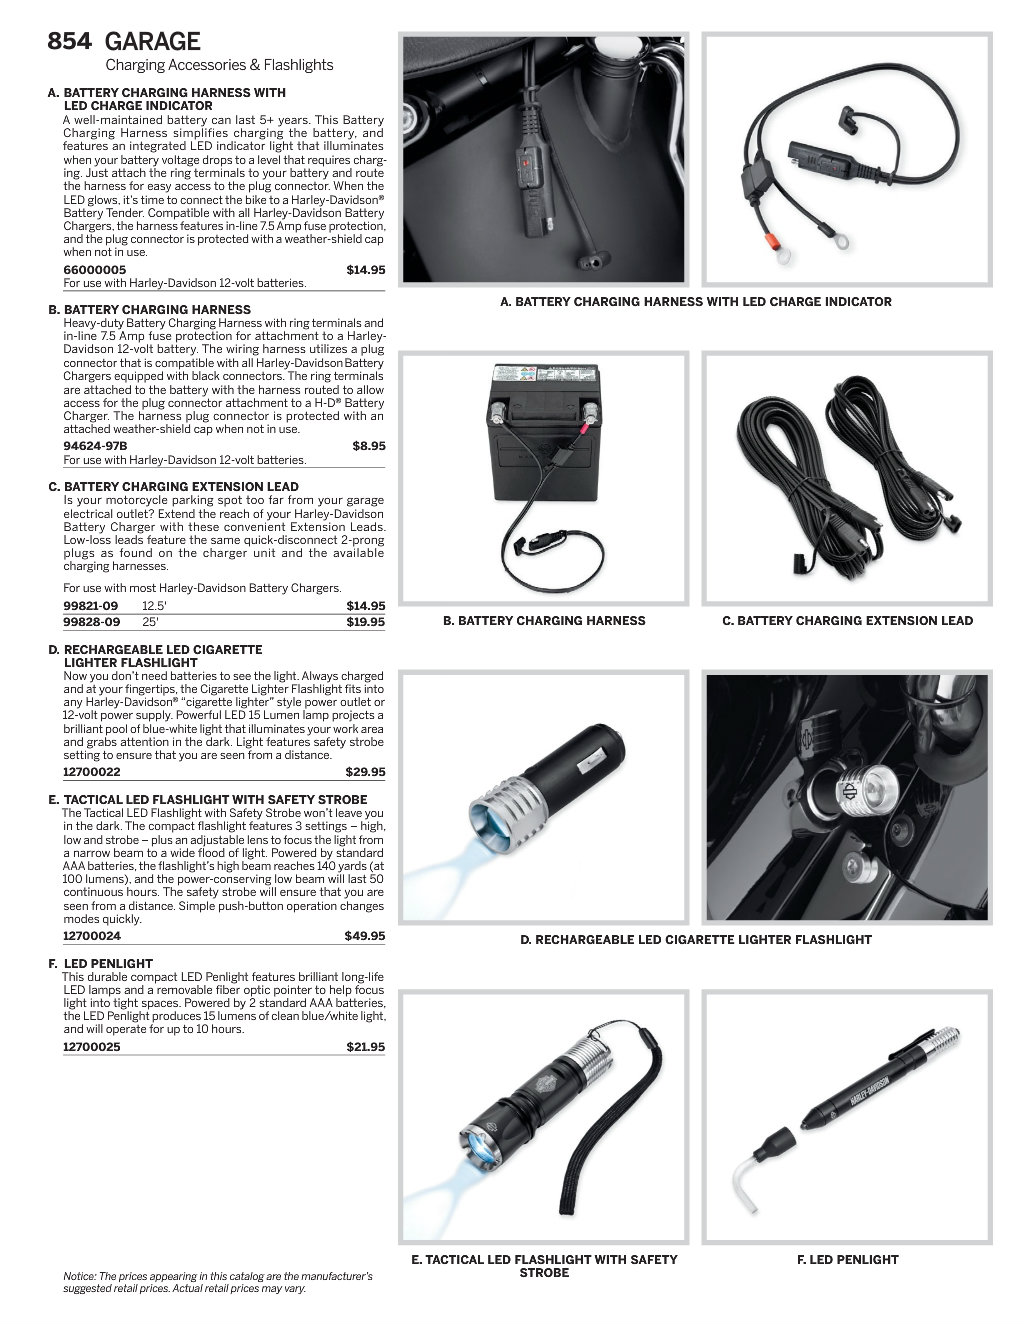 854 GARAGE
Charging Accessories & Flashlights
A. BATTERY CHARGING HARNESS WITH
LED CHARGE INDICATOR
A well-maintained battery can last 5+ years. This Battery
Charging Harness simplifies charging the battery, and
features an integrated LED indicator light that illuminates
when your battery voltage drops to a level that requires charg-
ing. Just attach the ring terminals to your battery and route
the harness for easy access to the plug connector. When the
LED glows, it's time to connect the bike to a Harley-Davidson®
Battery Tender. Compatible with all Harley-Davidson Battery
Chargers, the harness features in-line 7.5 Amp fuse protection,
and the plug connector is protected with a weather-shield cap
when not in use.
66000005 $14.95
For use with Harley-Davidson 12-volt batteries.
B. BATTERY CHARGING HARNESS
Heavy-duty Battery Charging Harness with ring terminals and
in-line 7.5 Amp fuse protection for attachment to a Harley-
Davidson 12-volt battery. The wiring harness utilizes a plug
connector that is compatible with all Harley-Davidson Battery
Chargers equipped with black connectors. The ring terminals
are attached to the battery with the harness routed to allow
access for the plug connector attachment to a H-D® Battery
Charger. The harness plug connector is protected with an
attached weather-shield cap when not in use.
94624-97B $8.95
For use with Harley-Davidson 12-volt batteries.
C. BATTERY CHARGING EXTENSION LEAD
Is your motorcycle parking spot too far from your garage
electrical outlet? Extend the reach of your Harley-Davidson
Battery Charger with these convenient Extension Leads.
Low-loss leads feature the same quick-disconnect 2-prong
plugs as found on the charger unit and the available
charging harnesses.
For use with most Harley-Davidson Battery Chargers.
99821-09 12.5' $14.95
99828-09 25' $19.95
D. RECHARGEABLE LED CIGARETTE
LIGHTER FLASHLIGHT
Now you don't need batteries to see the light. Always charged
and at your fingertips, the Cigarette Lighter Flashlight fits into
any Harley-Davidson® “cigarette lighter” style power outlet or
12-volt power supply. Powerful LED 15 Lumen lamp projects a
brilliant pool of blue-white light that illuminates your work area
and grabs attention in the dark. Light features safety strobe
setting to ensure that you are seen from a distance.
12700022 $29.95
E. TACTICAL LED FLASHLIGHT WITH SAFETY STROBE
The Tactical LED Flashlight with Safety Strobe won't leave you
in the dark. The compact flashlight features 3 settings – high,
low and strobe – plus an adjustable lens to focus the light from
a narrow beam to a wide flood of light. Powered by standard
AAA batteries, the flashlight's high beam reaches 140 yards (at
100 lumens), and the power-conserving low beam will last 50
continuous hours. The safety strobe will ensure that you are
seen from a distance. Simple push-button operation changes
modes quickly.
12700024 $49.95
F. LED PENLIGHT
This durable compact LED Penlight features brilliant long-life
LED lamps and a removable fiber optic pointer to help focus
light into tight spaces. Powered by 2 standard AAA batteries,
the LED Penlight produces 15 lumens of clean blue/white light,
and will operate for up to 10 hours.
12700025 $21.95
Notice: The prices appearing in this catalog are the manufacturer's
suggested retail prices. Actual retail prices may vary.
A. BATTERY CHARGING HARNESS WITH LED CHARGE INDICATOR
B. BATTERY CHARGING HARNESS
C. BATTERY CHARGING EXTENSION LEAD
D. RECHARGEABLE LED CIGARETTE LIGHTER FLASHLIGHT
HARLEY-DAVIDSON
E. TACTICAL LED FLASHLIGHT WITH SAFETY
STROBE
F. LED PENLIGHT